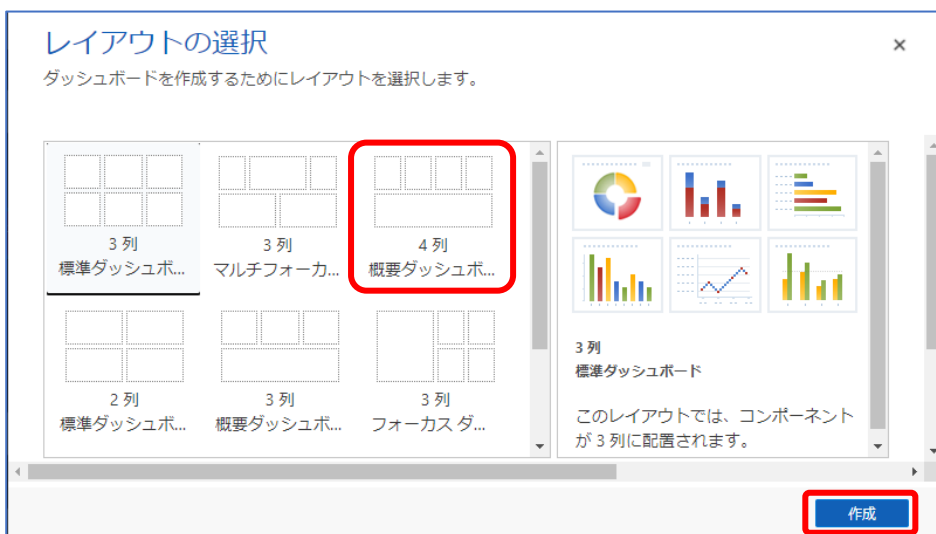 レイアウトの選択
ダッシュボードを作成するためにレイアウトを選択します。
3 列
標準ダッシュボ...
3 列
マルチフォーカ...
4 列
概要ダッシュボ...
2 列
標準ダッシュボ...
3 列
概要ダッシュボ...
3 列
フォーカス ダ...
3 列
標準ダッシュボード
このレイアウトでは、コンポーネント
が 3 列に配置されます。
作成